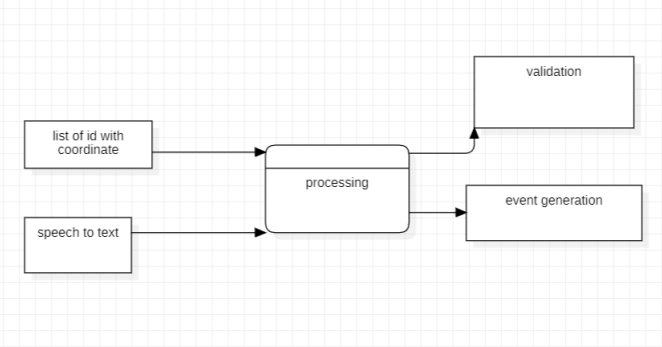 validation
list of id with
coordinate
processing
event generation
speech to text